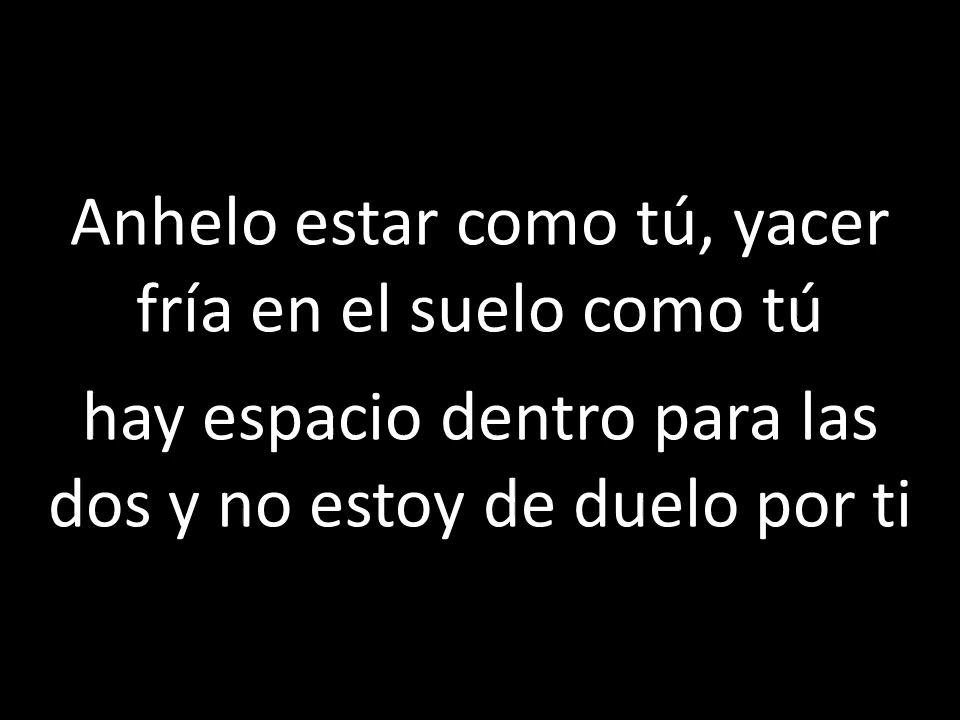 Anhelo estar como tú, yacer
fría en el suelo como tú
hay espacio dentro para las
dos y no estoy de duelo por ti